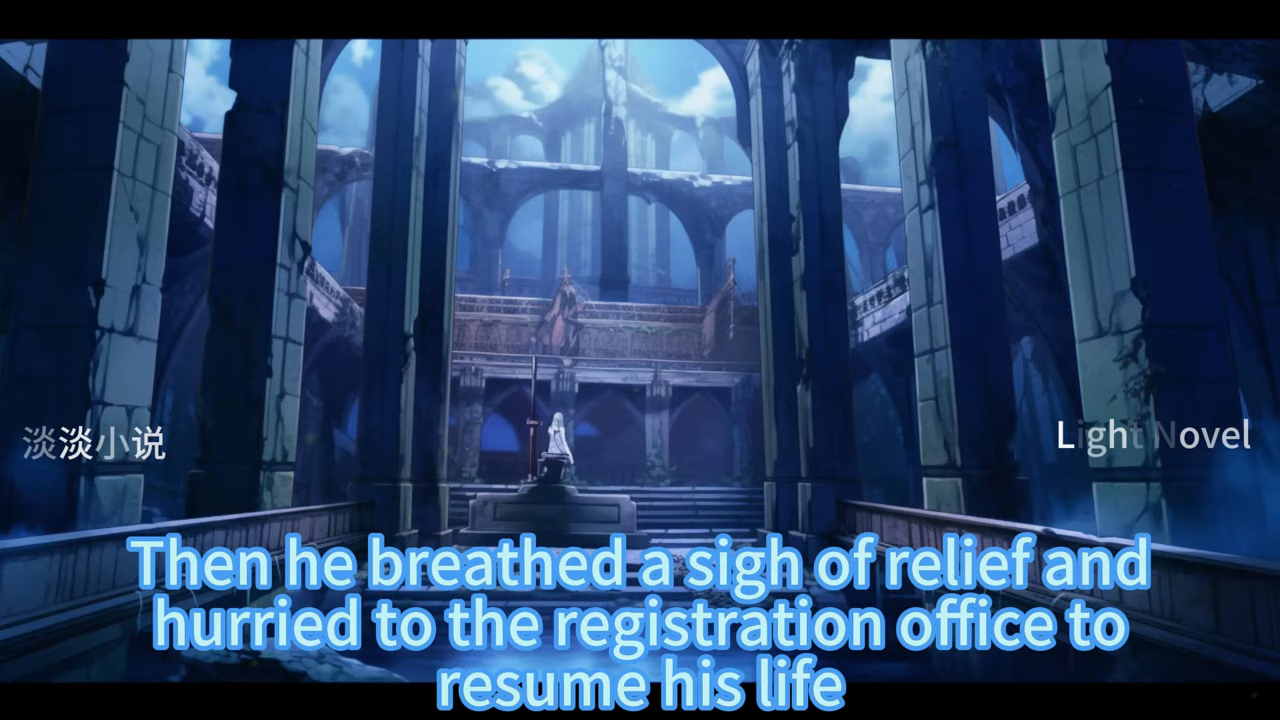 淡淡小说
Light Novel
Then he breathed a sigh of relief and
hurried to the registration office to
resume his life